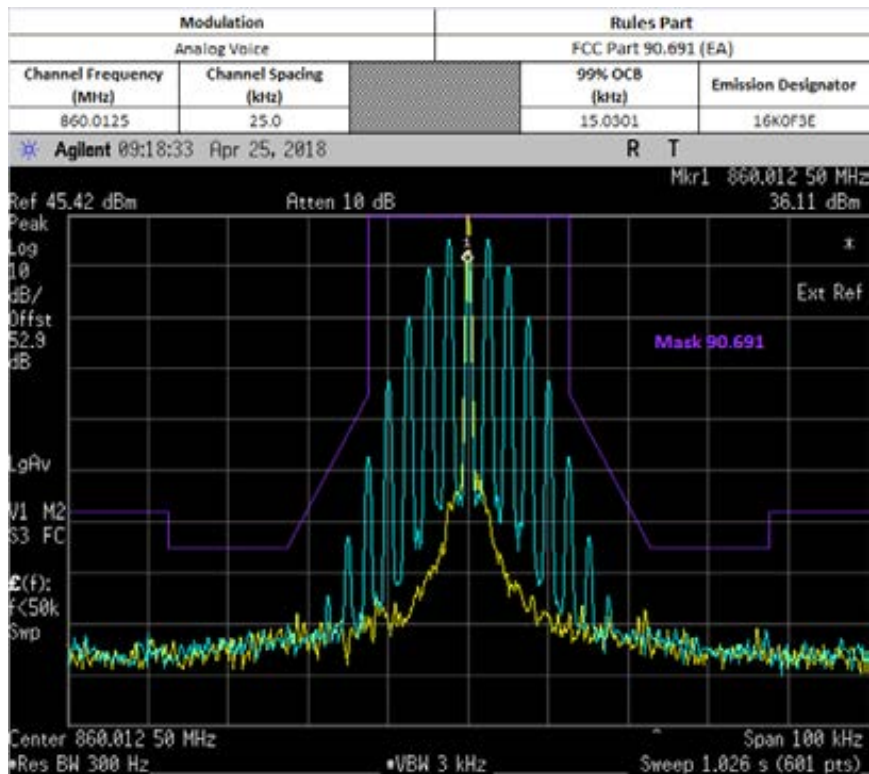 Modulation Rules Part
Analog Voice FCC Part 90.691 (EA)
Channel Frequency (MHz) Channel Spacing (kHz) 99% OCB (kHz) Emission Designator
860.0125 25.0 15.0301 16K0F3E
Agilent 09:18:33 Apr 25, 2018 R T
Mkr1 860.012 50 MHz
Ref 45.42 dBm Atten 10 dB 36.11 dBm
Peak
Log
10
dB/
Offst
52.9
dB
1
*
Ext Ref
Mask 90.691
LgAv
V1 M2
S3 FC
£(f):
f<50k
Swp
Center 860.012 50 MHz Span 100 kHz
*Res BW 300 Hz *VBW 3 kHz Sweep 1.026 s (601 pts)